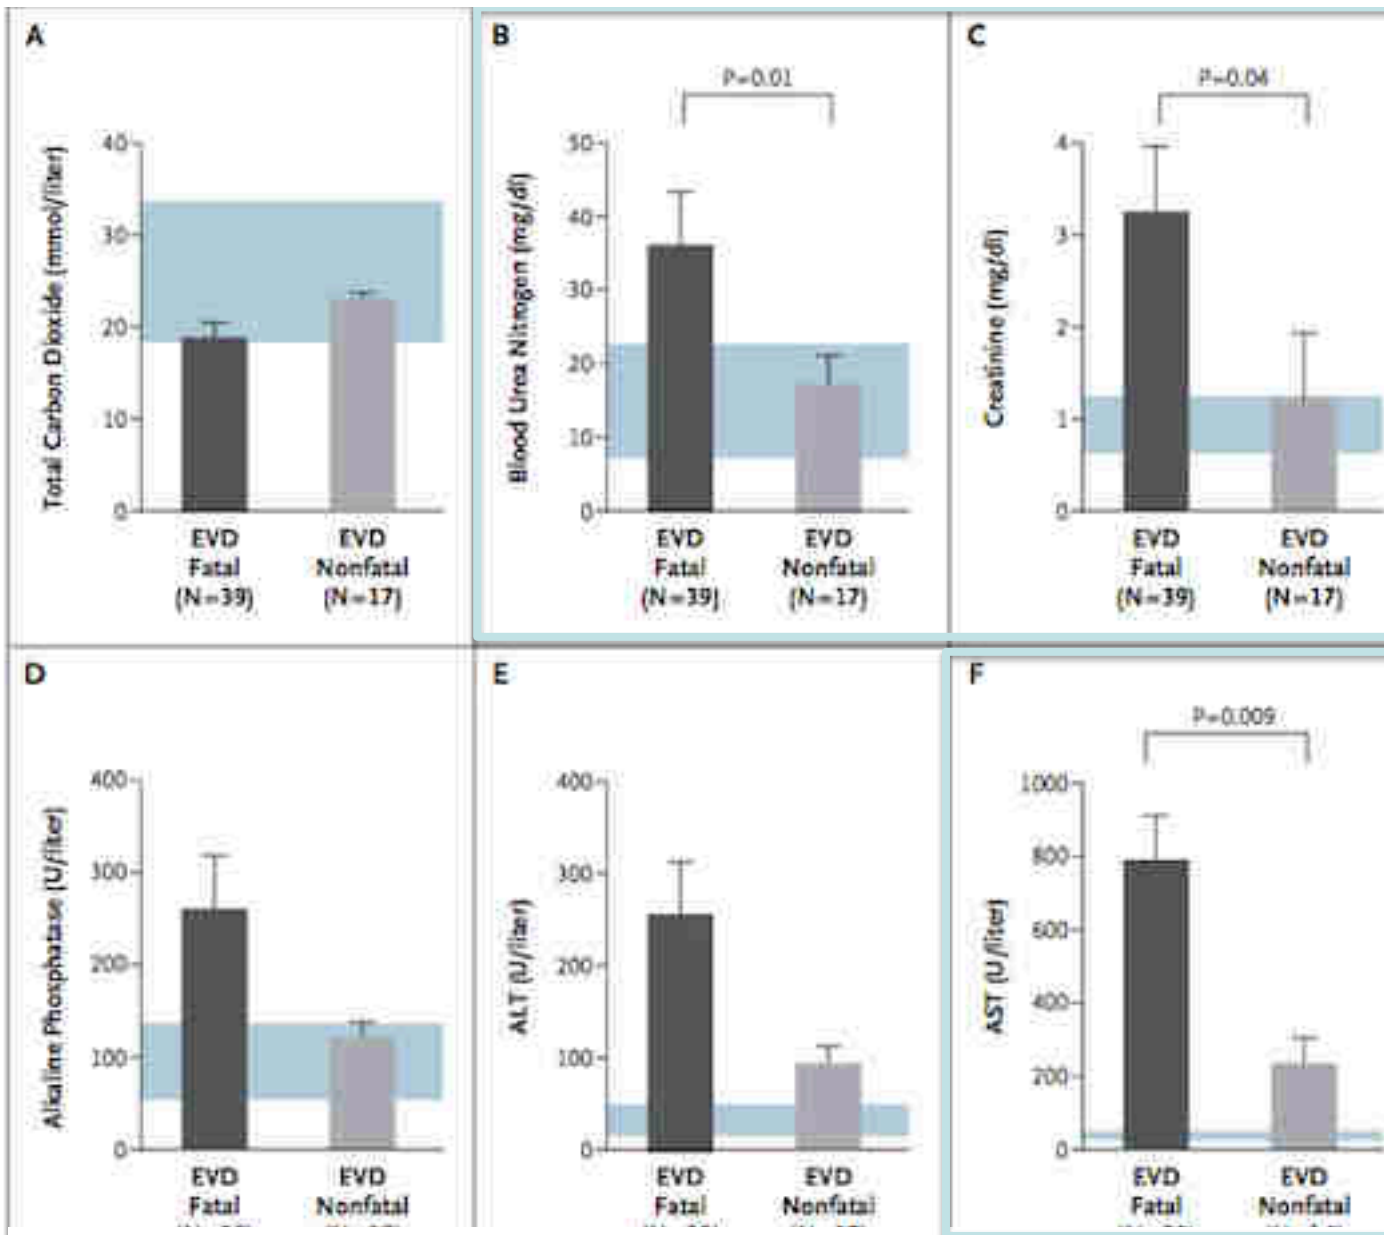 A
Total Carbon Dioxide (mmol/liter)
40
30
20
10
0
EVD
Fatal
(N=39)
EVD
Nonfatal
(N=17)
B
P=0.01
Blood Urea Nitrogen (mg/dl)
50
40
30
20
10
0
EVD
Fatal
(N=39)
EVD
Nonfatal
(N=17)
C
P=0.04
Creatinine (mg/dl)
4
3
2
1
0
EVD
Fatal
(N=39)
EVD
Nonfatal
(N=17)
D
Alkaline Phosphatase (U/liter)
400
300
200
100
0
EVD
Fatal
EVD
Nonfatal
E
ALT (U/liter)
400
300
200
100
0
EVD
Fatal
EVD
Nonfatal
F
P=0.009
AST (U/liter)
1000
800
600
400
200
0
EVD
Fatal
EVD
Nonfatal